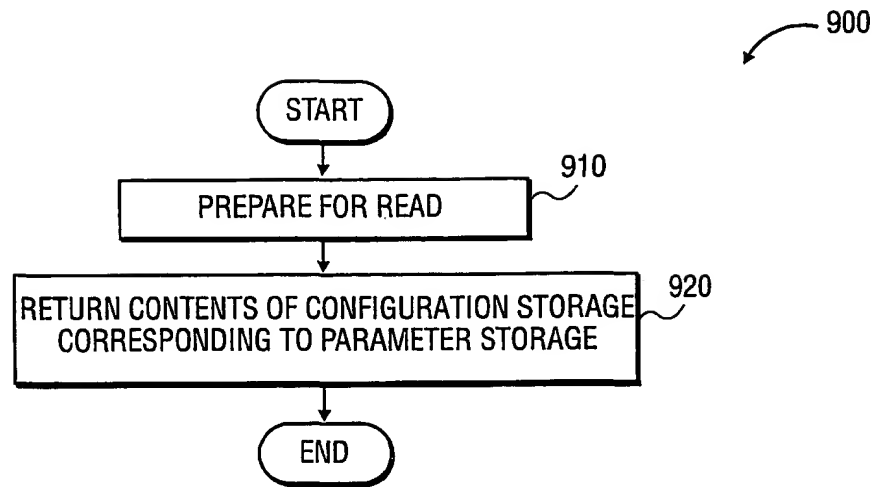 900
START
910
PREPARE FOR READ
920
RETURN CONTENTS OF CONFIGURATION STORAGE
CORRESPONDING TO PARAMETER STORAGE
END